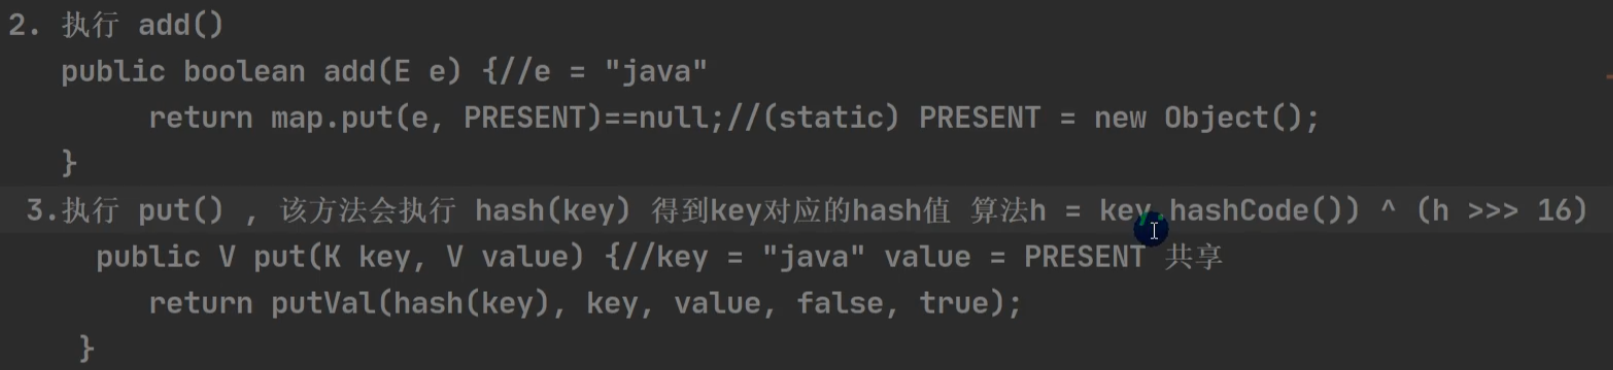 2. 执行 add()
public boolean add(E e) {//e = "java"
return map.put(e, PRESENT)==null;//(static) PRESENT = new Object();
}
3.执行 put() , 该方法会执行 hash(key) 得到key对应的hash值 算法h = key.hashCode()) ^ (h >>> 16)
public V put(K key, V value) {//key = "java" value = PRESENT 共享
return putVal(hash(key), key, value, false, true);
}